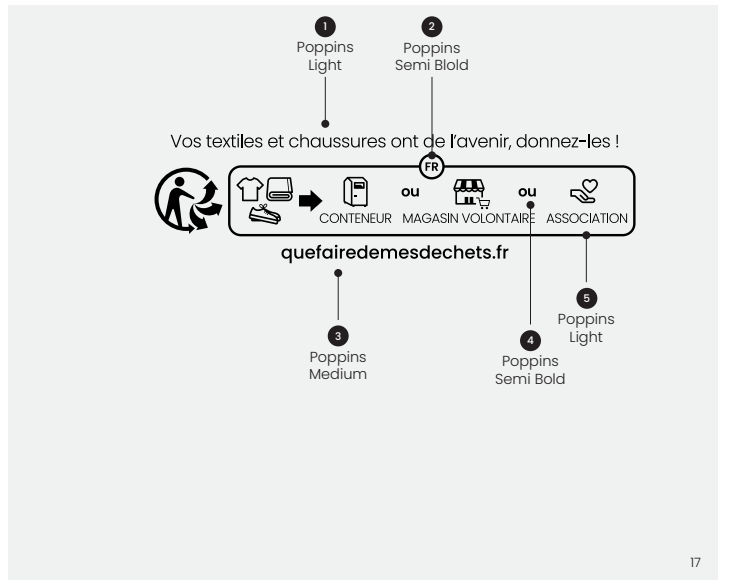 1
Poppins
Light
2
Poppins
Semi Blold
Vos textiles et chaussures ont de l'avenir, donnez-les !
FR
ou
ou
CONTENEUR
MAGASIN VOLONTAIRE
ASSOCIATION
quefairedemesdechets.fr
3
Poppins
Medium
4
Poppins
Semi Bold
5
Poppins
Light
17